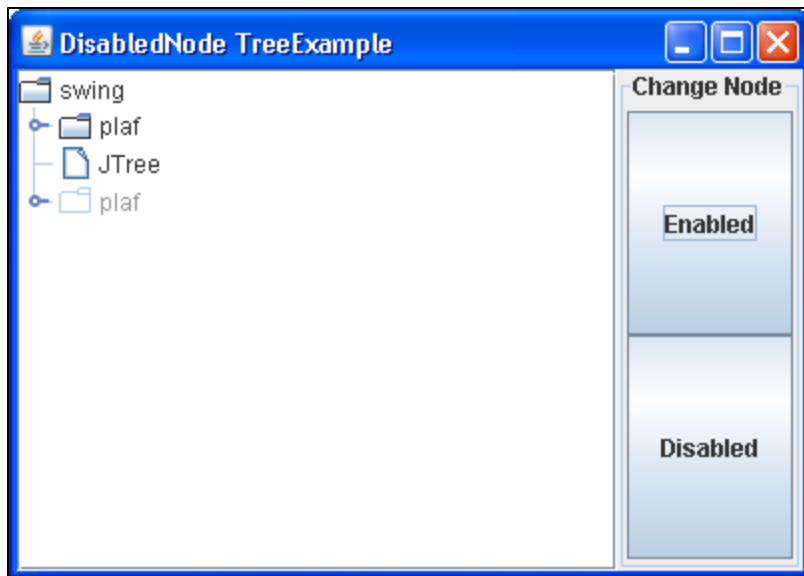 DisabledNode TreeExample
swing
plaf
JTree
plaf
Change Node
Enabled
Disabled